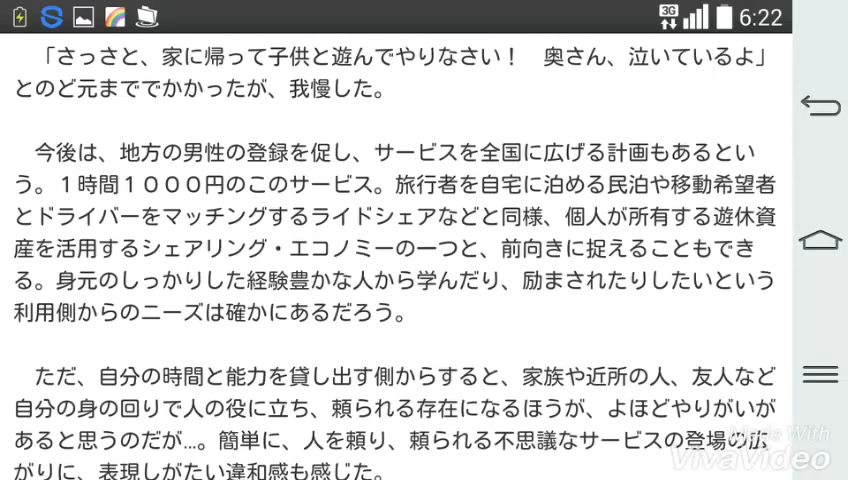 3G 6:22
「さっさと、家に帰って子供と遊んでやりなさい！　奥さん、泣いているよ」
とのど元まででかかったが、我慢した。
今後は、地方の男性の登録を促し、サービスを全国に広げる計画もあるとい
う。１時間１０００円のこのサービス。旅行者を自宅に泊める民泊や移動希望者
とドライバーをマッチングするライドシェアなどと同様、個人が所有する遊休資
産を活用するシェアリング・エコノミーの一つと、前向きに捉えることもでき
る。身元のしっかりした経験豊かな人から学んだり、励まされたりしたいという
利用側からのニーズは確かにあるだろう。
ただ、自分の時間と能力を貸し出す側からすると、家族や近所の人、友人など
自分の身の回りで人の役に立ち、頼られる存在になるほうが、よほどやりがいが
あると思うのだが…。簡単に、人を頼り、頼られる不思議なサービスの登場の広
がりに、表現しがたい違和感も感じた。
Made With
VivaVideo